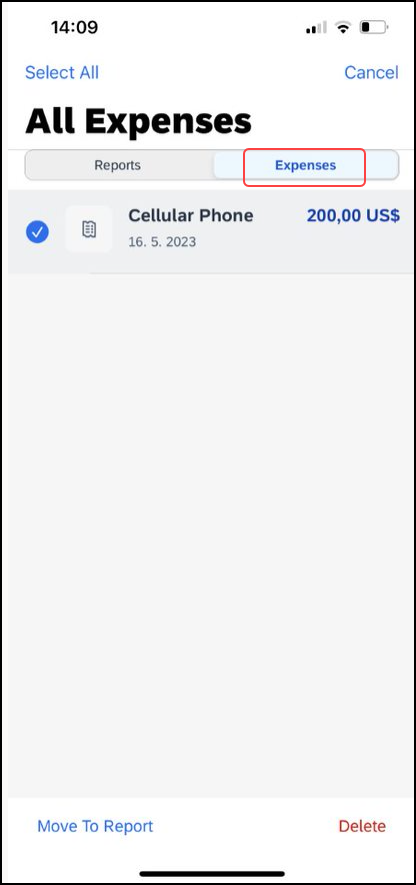 14:09
Select All
Cancel
All Expenses
Reports
Expenses
Cellular Phone
200,00 US$
16. 5. 2023
Move To Report
Delete